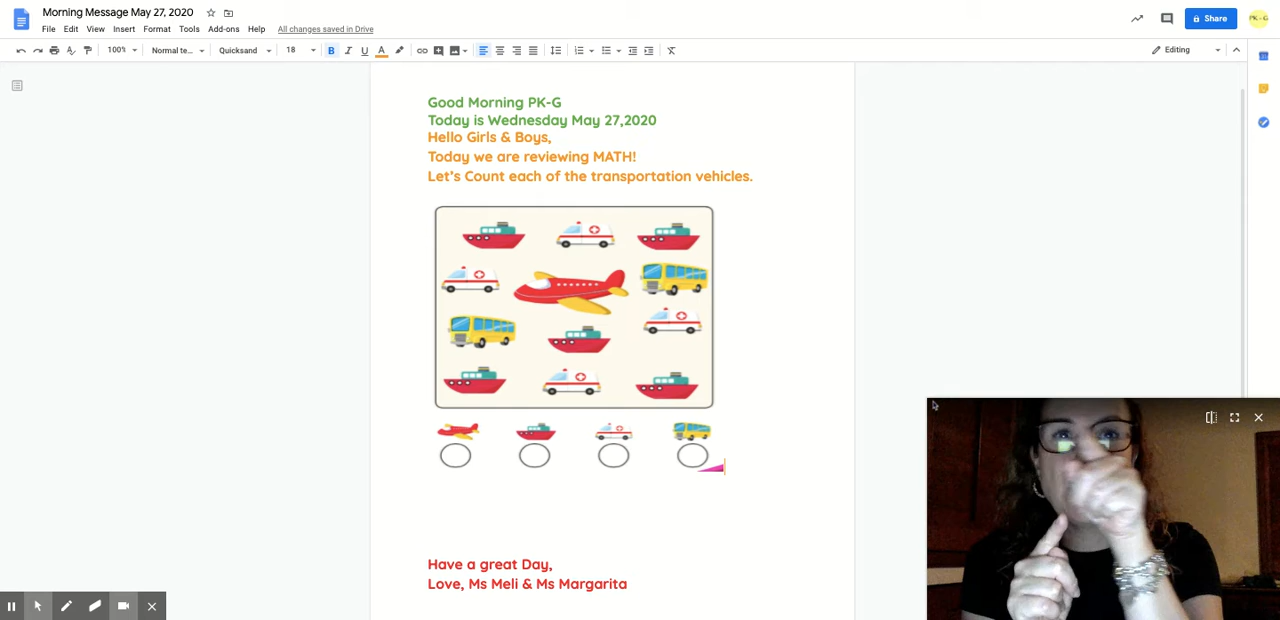 Morning Message May 27, 2020
File Edit View Insert Format Tools Add-ons Help All changes saved in Drive
Share
PK-G
100% Normal te... Quicksand 18 B I U A Editing
Good Morning PK-G
Today is Wednesday May 27,2020
Hello Girls & Boys,
Today we are reviewing MATH!
Let's Count each of the transportation vehicles.
Have a great Day,
Love, Ms Meli & Ms Margarita